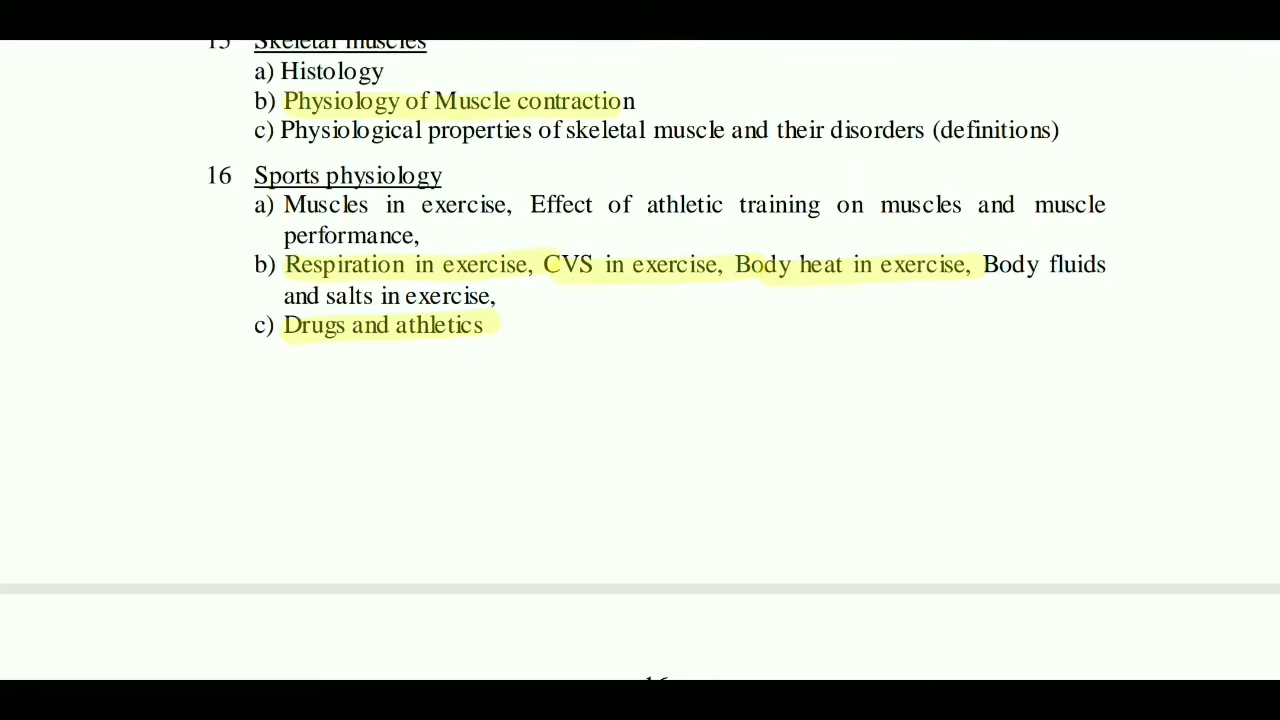 15 Skeletal muscles
a) Histology
b) Physiology of Muscle contraction
c) Physiological properties of skeletal muscle and their disorders (definitions)
16 Sports physiology
a) Muscles in exercise, Effect of athletic training on muscles and muscle
performance,
b) Respiration in exercise, CVS in exercise, Body heat in exercise, Body fluids
and salts in exercise,
c) Drugs and athletics